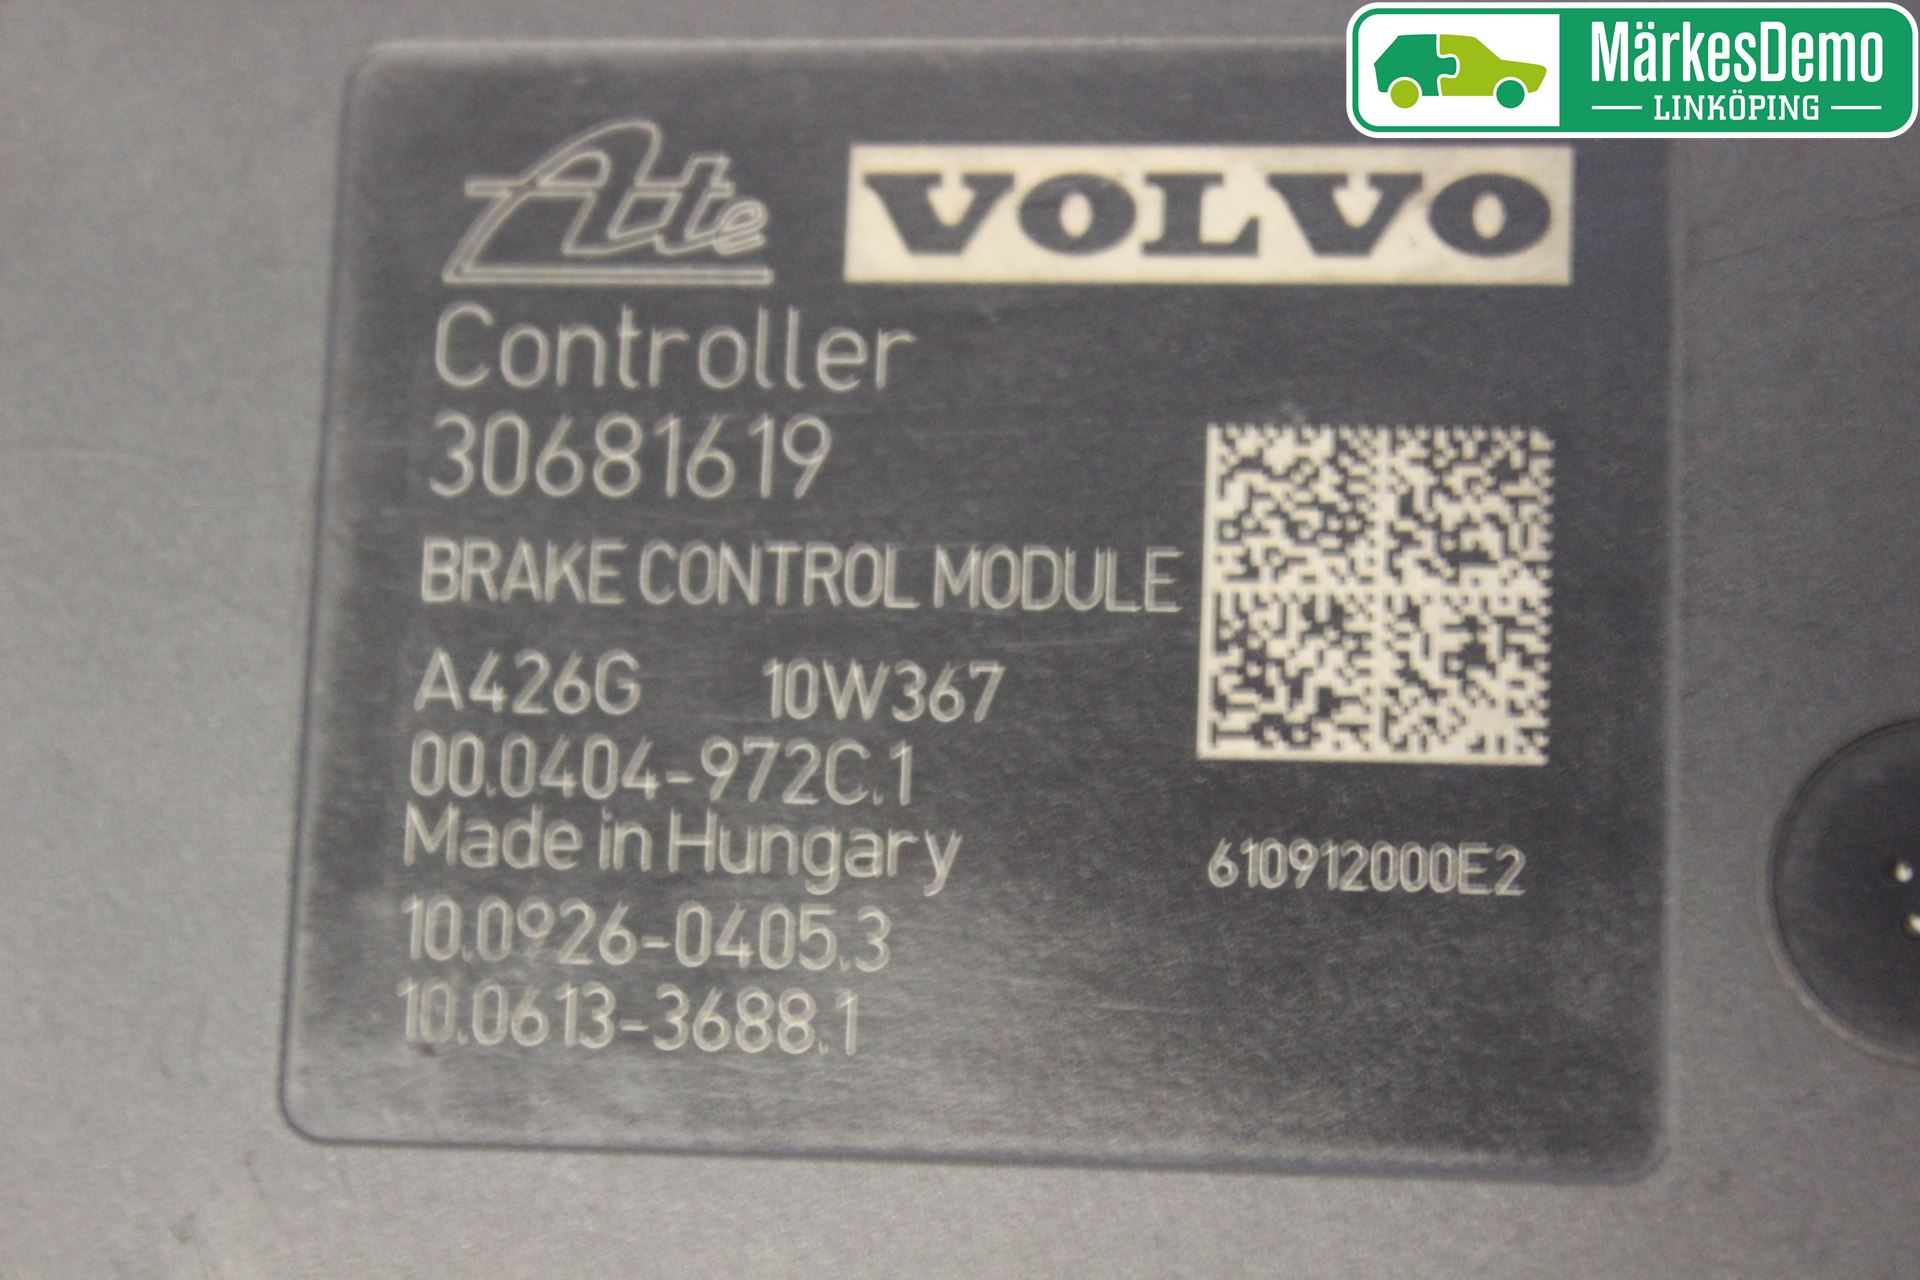 MärkesDemo
LINKÖPING
Ate VOLVO
Controller
30681619
BRAKE CONTROL MODULE
A426G 10W367
00.0404-972C.1
Made in Hungary
610912000E2
10.0926-0405.3
10.0613-3688.1